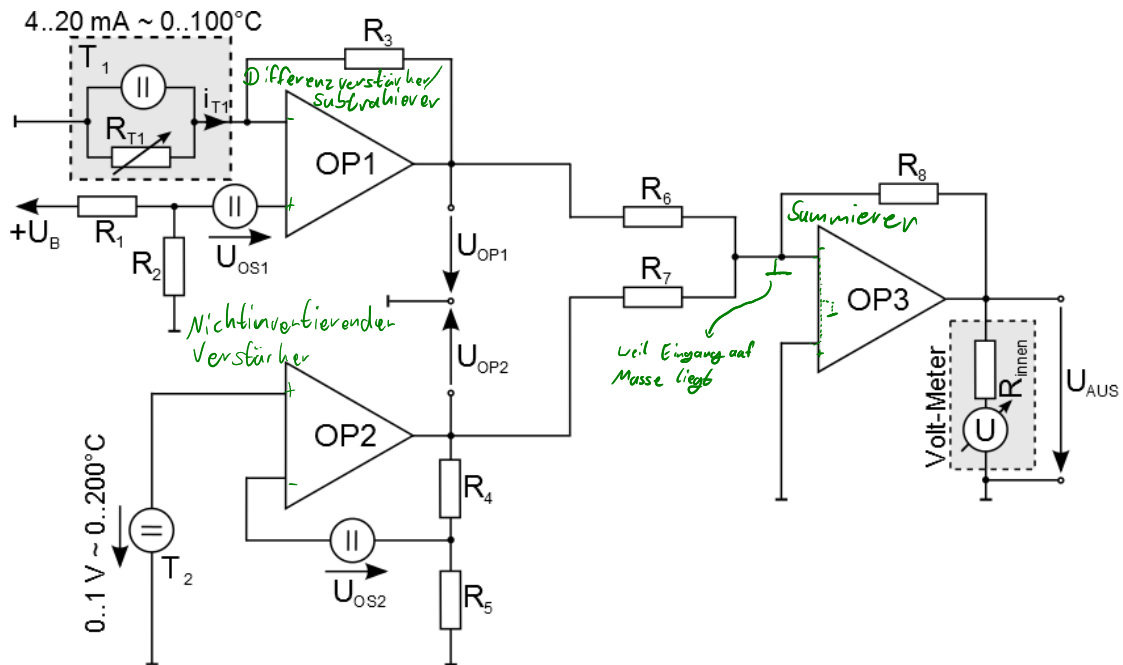 4..20 mA ~ 0..100°C
T1
RT1
iT1
R3
Differenzverstärker/
Subtrahierer
-
OP1
+
+UB
R1
R2
UOS1
UOP1
R6
R7
Summierer
R8
-
OP3
+
weil Eingang auf
Masse liegt
Nichtinvertierender
Verstärker
UOP2
+
OP2
-
R4
R5
UOS2
0..1 V ~ 0..200°C
T2
Volt-Meter
Rinnen
U
UAUS